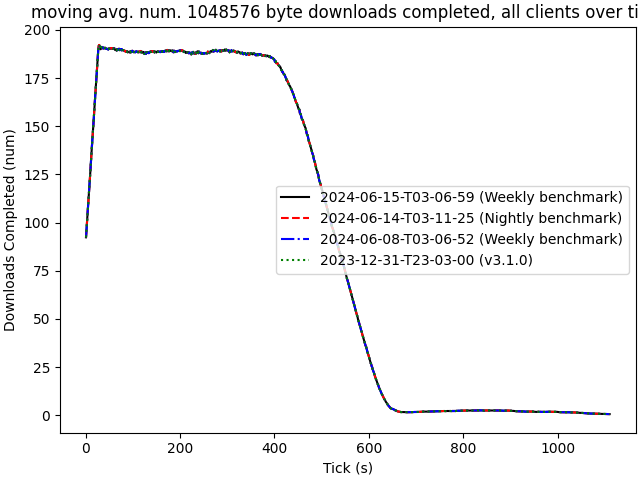 moving avg. num. 1048576 byte downloads completed, all clients over ti
200
175
150
125
100
75
50
25
0
Downloads Completed (num)
2024-06-15-T03-06-59 (Weekly benchmark)
2024-06-14-T03-11-25 (Nightly benchmark)
2024-06-08-T03-06-52 (Weekly benchmark)
2023-12-31-T23-03-00 (v3.1.0)
0 200 400 600 800 1000
Tick (s)